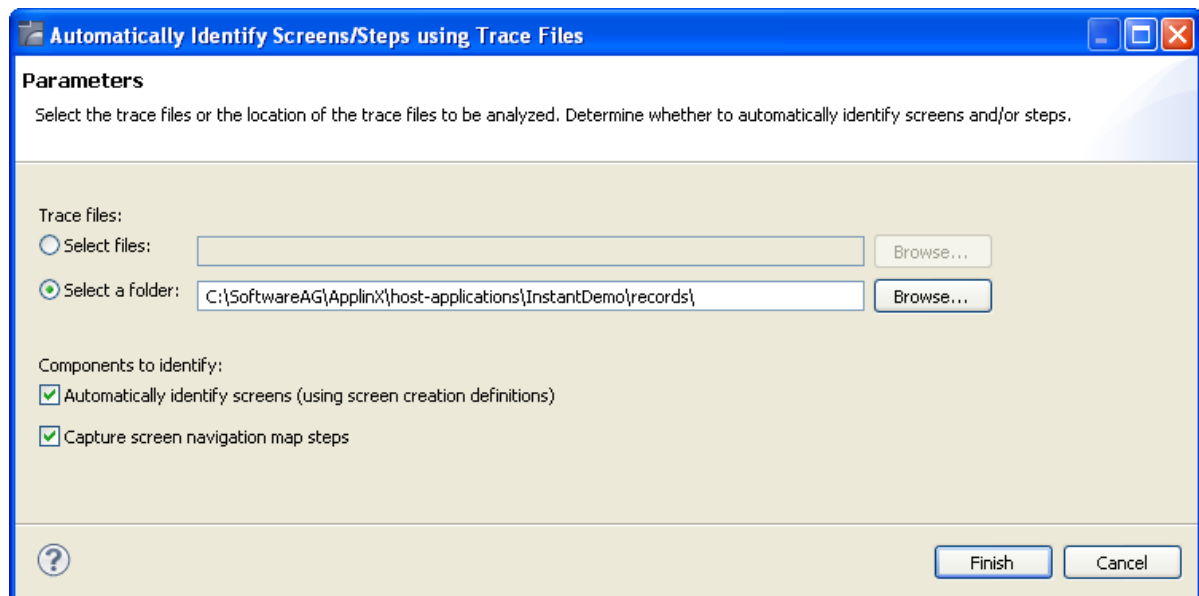 Automatically Identify Screens/Steps using Trace Files
Parameters
Select the trace files or the location of the trace files to be analyzed. Determine whether to automatically identify screens and/or steps.
Trace files:
Select files:
Browse...
Select a folder: C:\SoftwareAG\ApplinX\host-applications\InstantDemo\records\ Browse...
Components to identify:
Automatically identify screens (using screen creation definitions)
Capture screen navigation map steps
? Finish Cancel